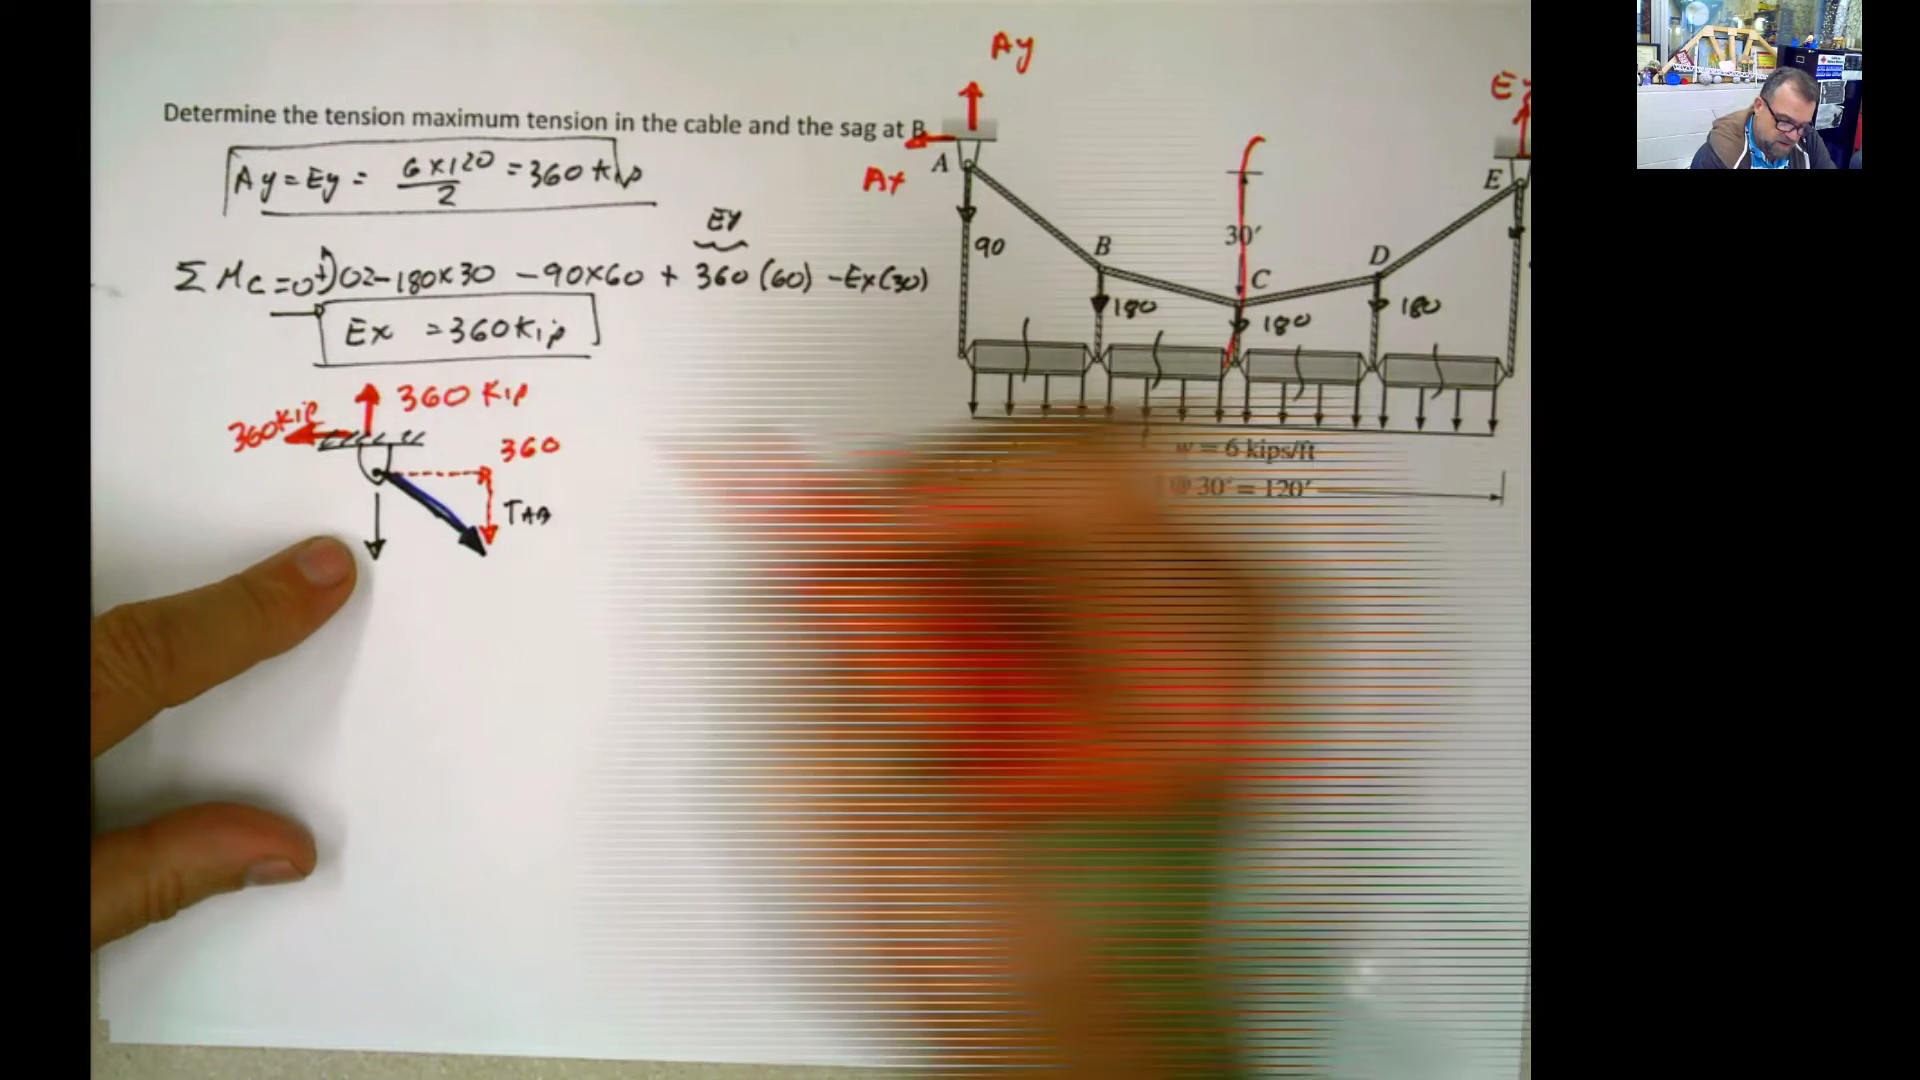 Determine the tension maximum tension in the cable and the sag at B
Ay = Ey = 6 x 120 / 2 = 360 kip
EY
Σ Mc = 0 +) 0 = - 180 x 30 - 90 x 60 + 360 (60) - Ex (30)
Ex = 360 Kip
360 Kip
360 Kip
360
TAB
Ay
Ax
A
90
B
180
30'
C
180
D
180
E
w = 6 kips/ft
@ 30' = 120'